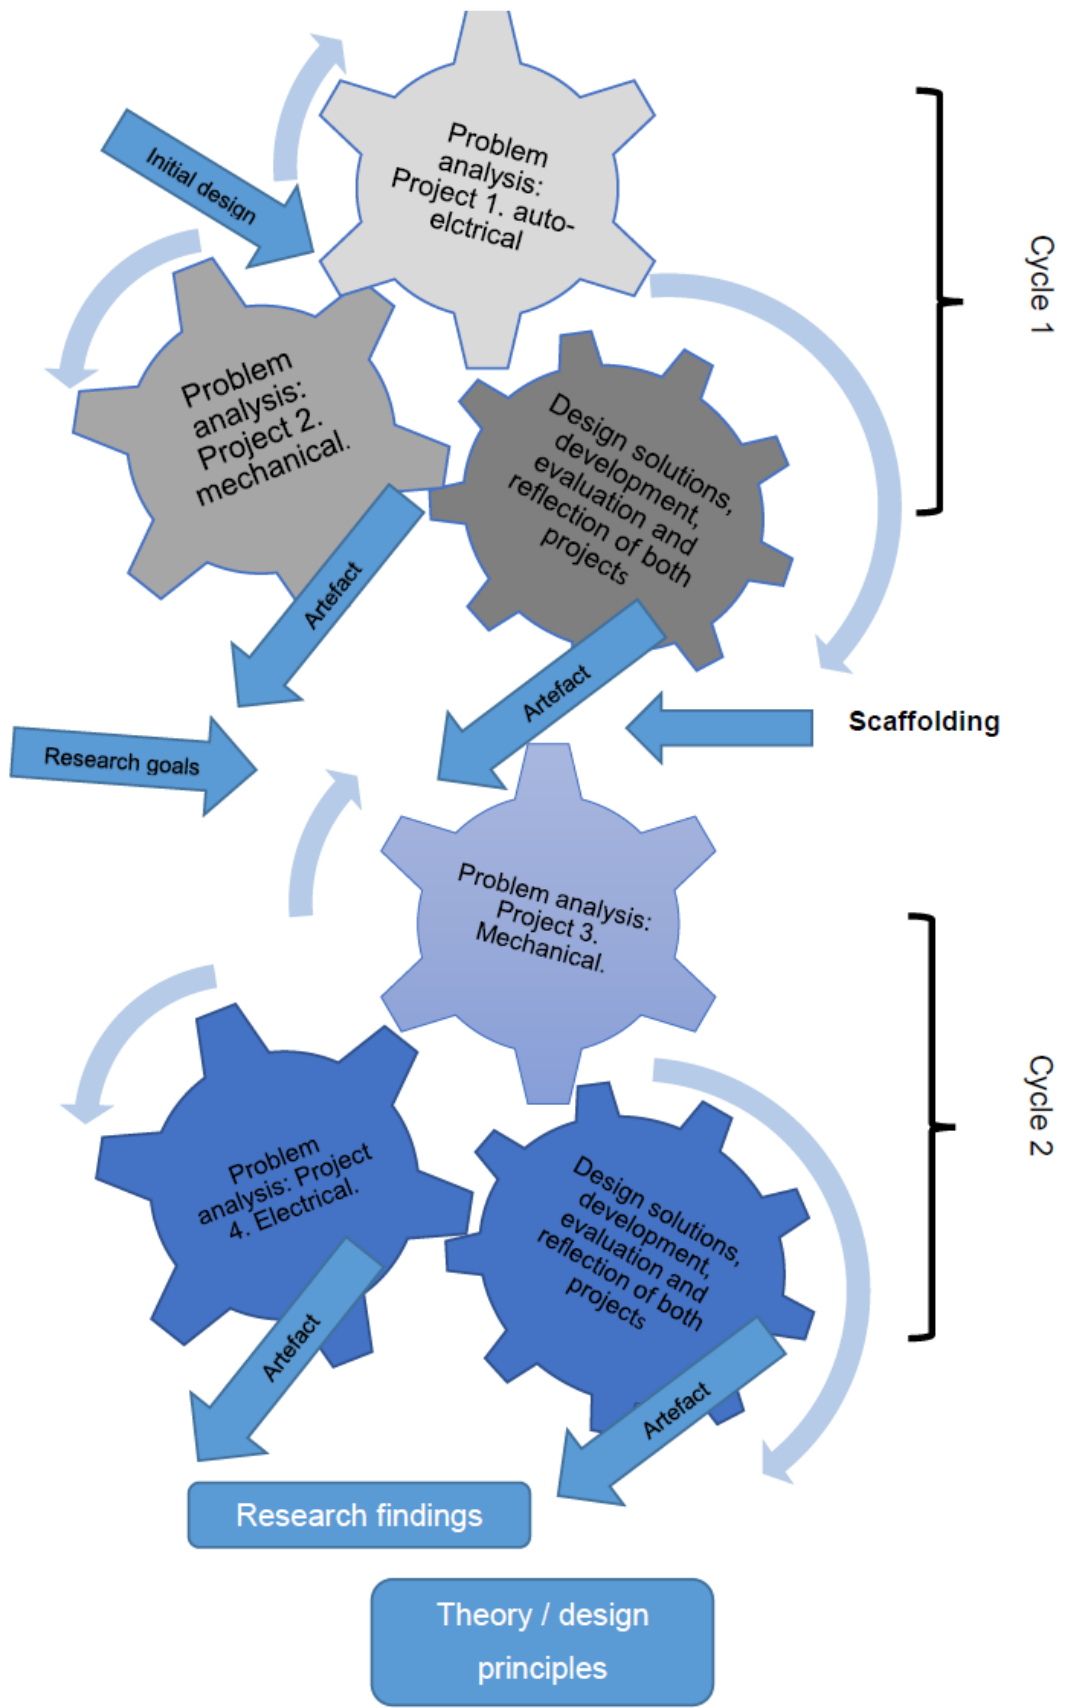 Problem
analysis:
Project 1. auto-
elctrical
Initial design
Cycle 1
Problem
analysis:
Project 2.
mechanical.
Design solutions,
development,
evaluation and
reflection of both
projects
Artefact
Artefact
Scaffolding
Research goals
Problem analysis:
Project 3.
Mechanical.
Cycle 2
Problem
analysis: Project
4. Electrical.
Design solutions,
development,
evaluation and
reflection of both
projects
Artefact
Artefact
Research findings
Theory / design
principles